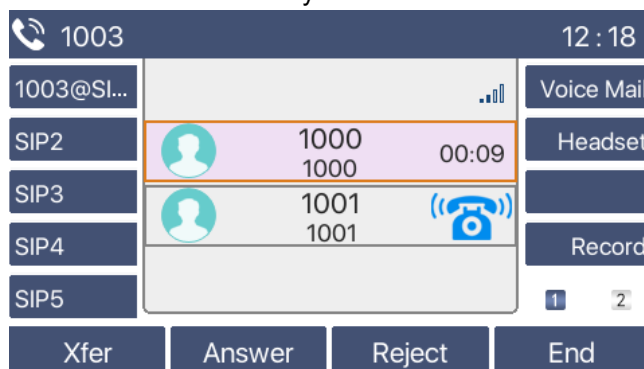 1003 12:18
1003@SI... Voice Mail
SIP2 1000 00:09 Headset
1000
SIP3 1001
SIP4 1001 Record
SIP5 1 2
Xfer Answer Reject End